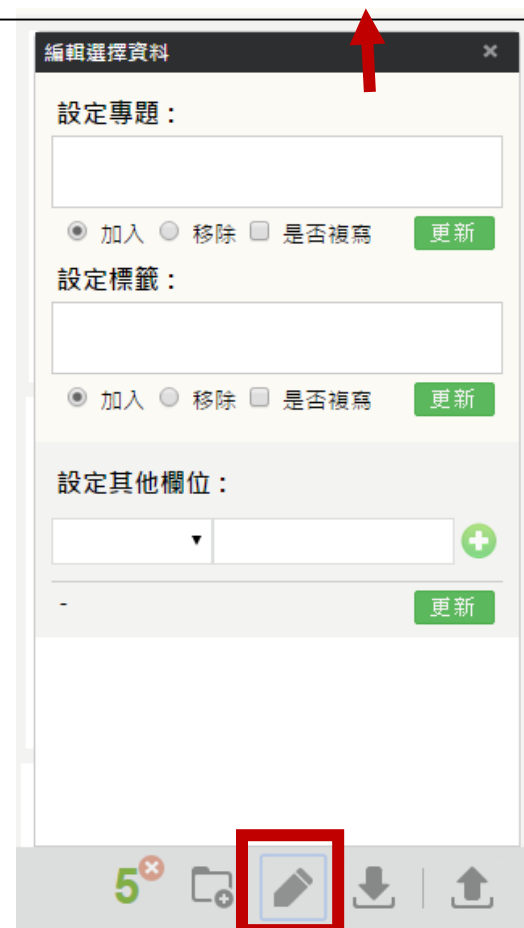 編輯選擇資料 ×
設定專題：
加入 移除 是否複寫 更新
設定標籤：
加入 移除 是否複寫 更新
設定其他欄位：
-
更新
5